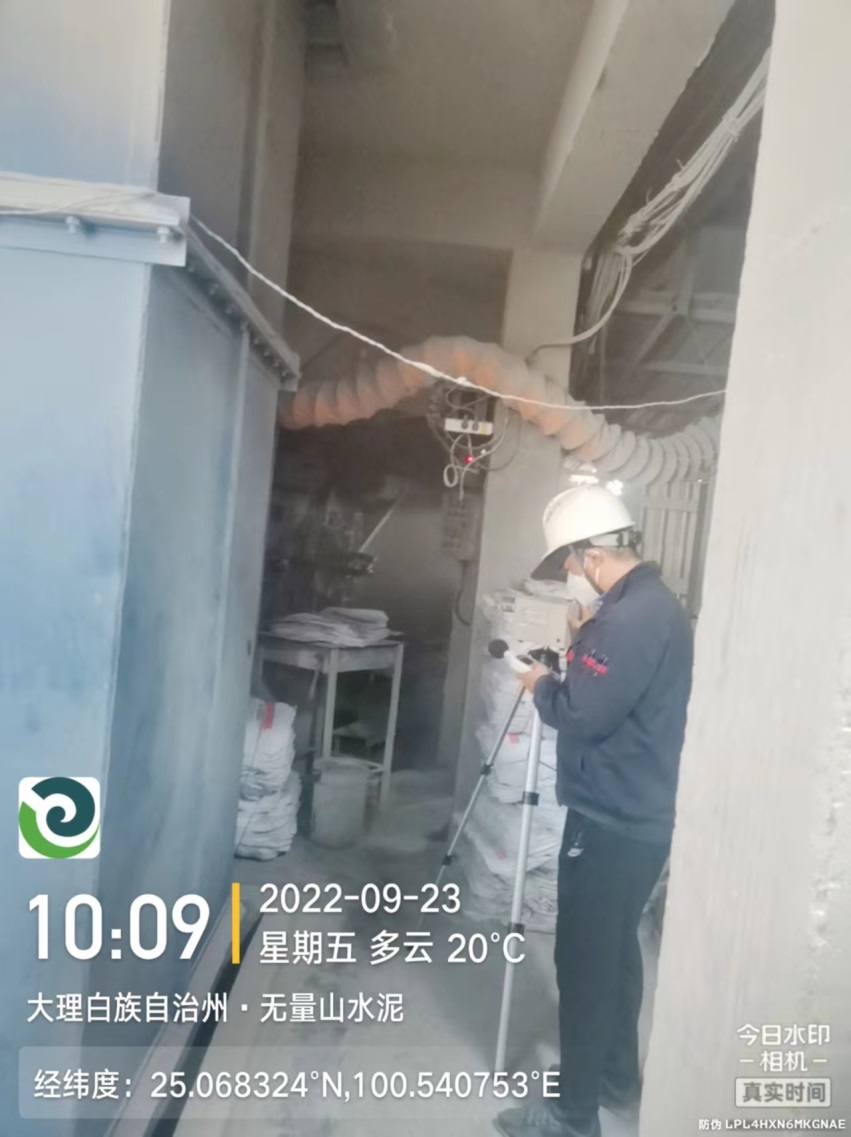 10:09
2022-09-23
星期五 多云 20°C
大理白族自治州·无量山水泥
经纬度：25.068324°N,100.540753°E
今日水印
－相机－
真实时间
防伪 LPL4HXN6MKGNAE